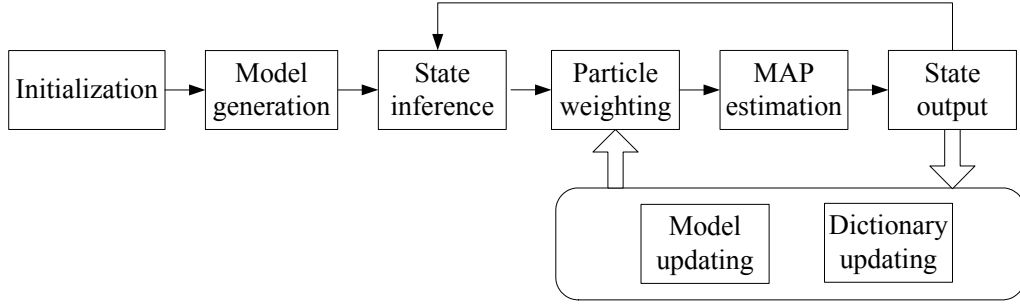 Initialization
Model
generation
State
inference
Particle
weighting
MAP
estimation
State
output
Model
updating
Dictionary
updating